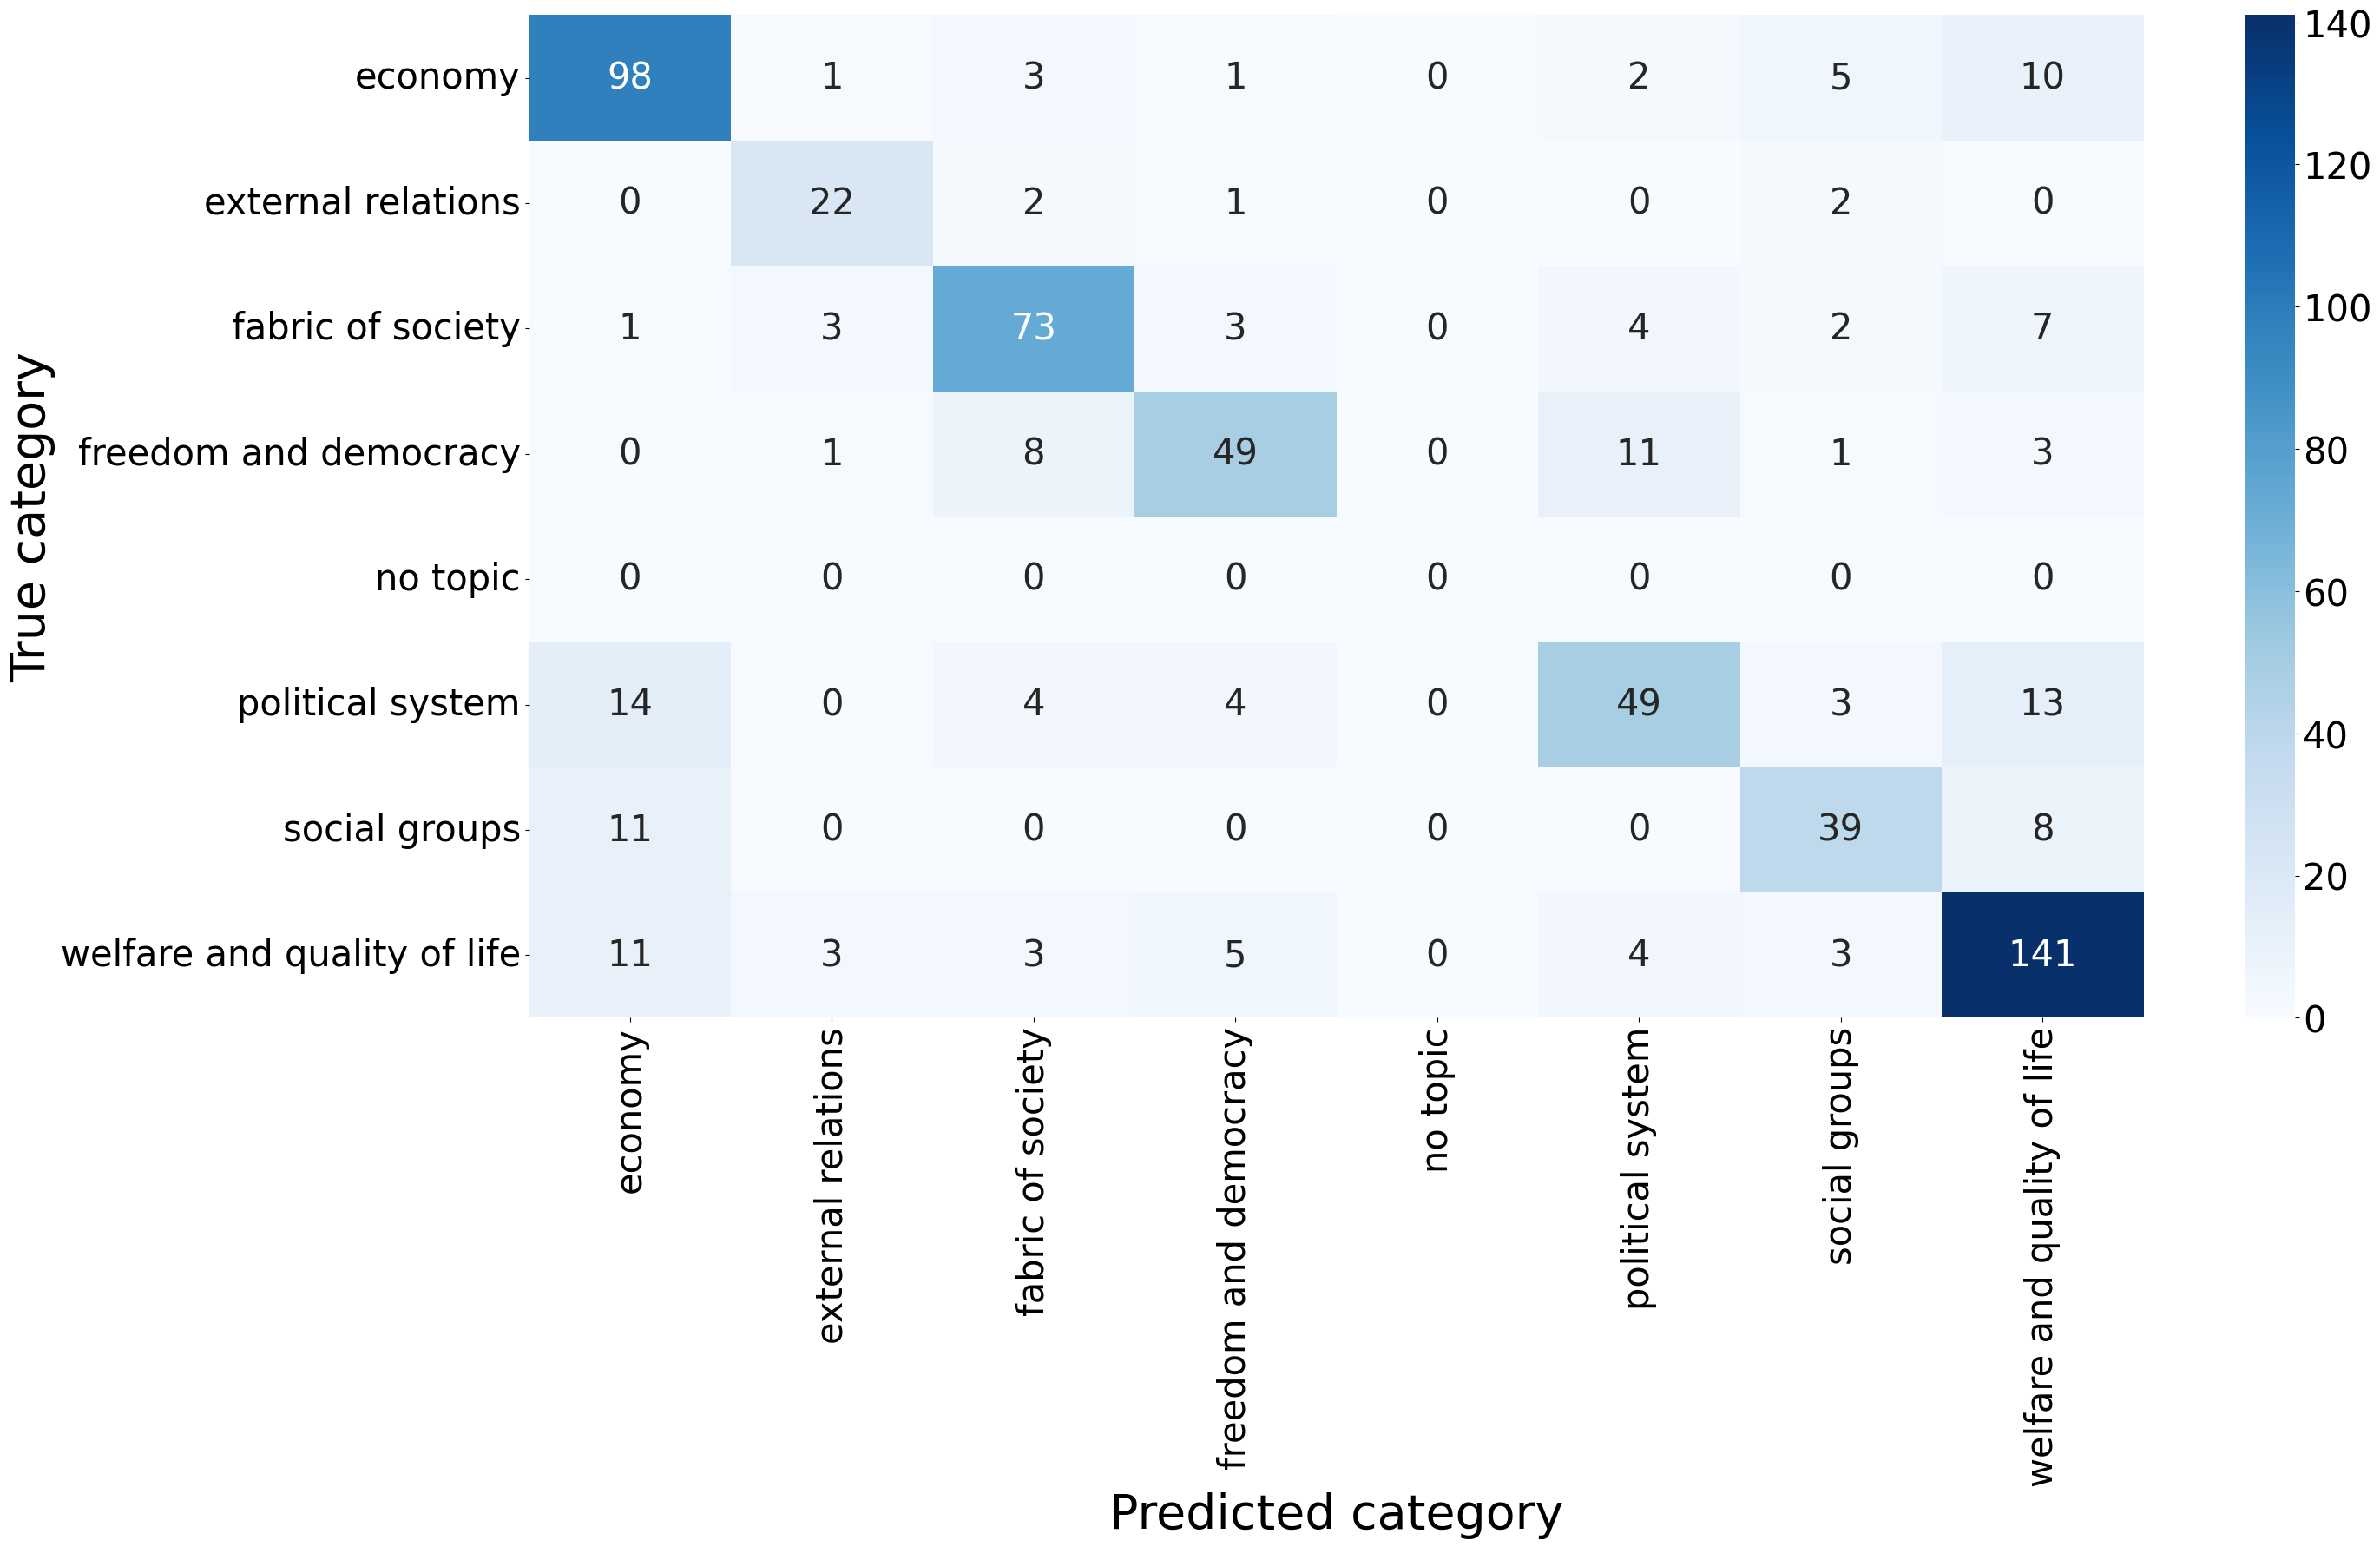 True category
economy 98 1 3 1 0 2 5 10
external relations 0 22 2 1 0 0 2 0
fabric of society 1 3 73 3 0 4 2 7
freedom and democracy 0 1 8 49 0 11 1 3
no topic 0 0 0 0 0 0 0 0
political system 14 0 4 4 0 49 3 13
social groups 11 0 0 0 0 0 39 8
welfare and quality of life 11 3 3 5 0 4 3 141
economy
external relations
fabric of society
freedom and democracy
no topic
political system
social groups
welfare and quality of life
Predicted category
140
120
100
80
60
40
20
0